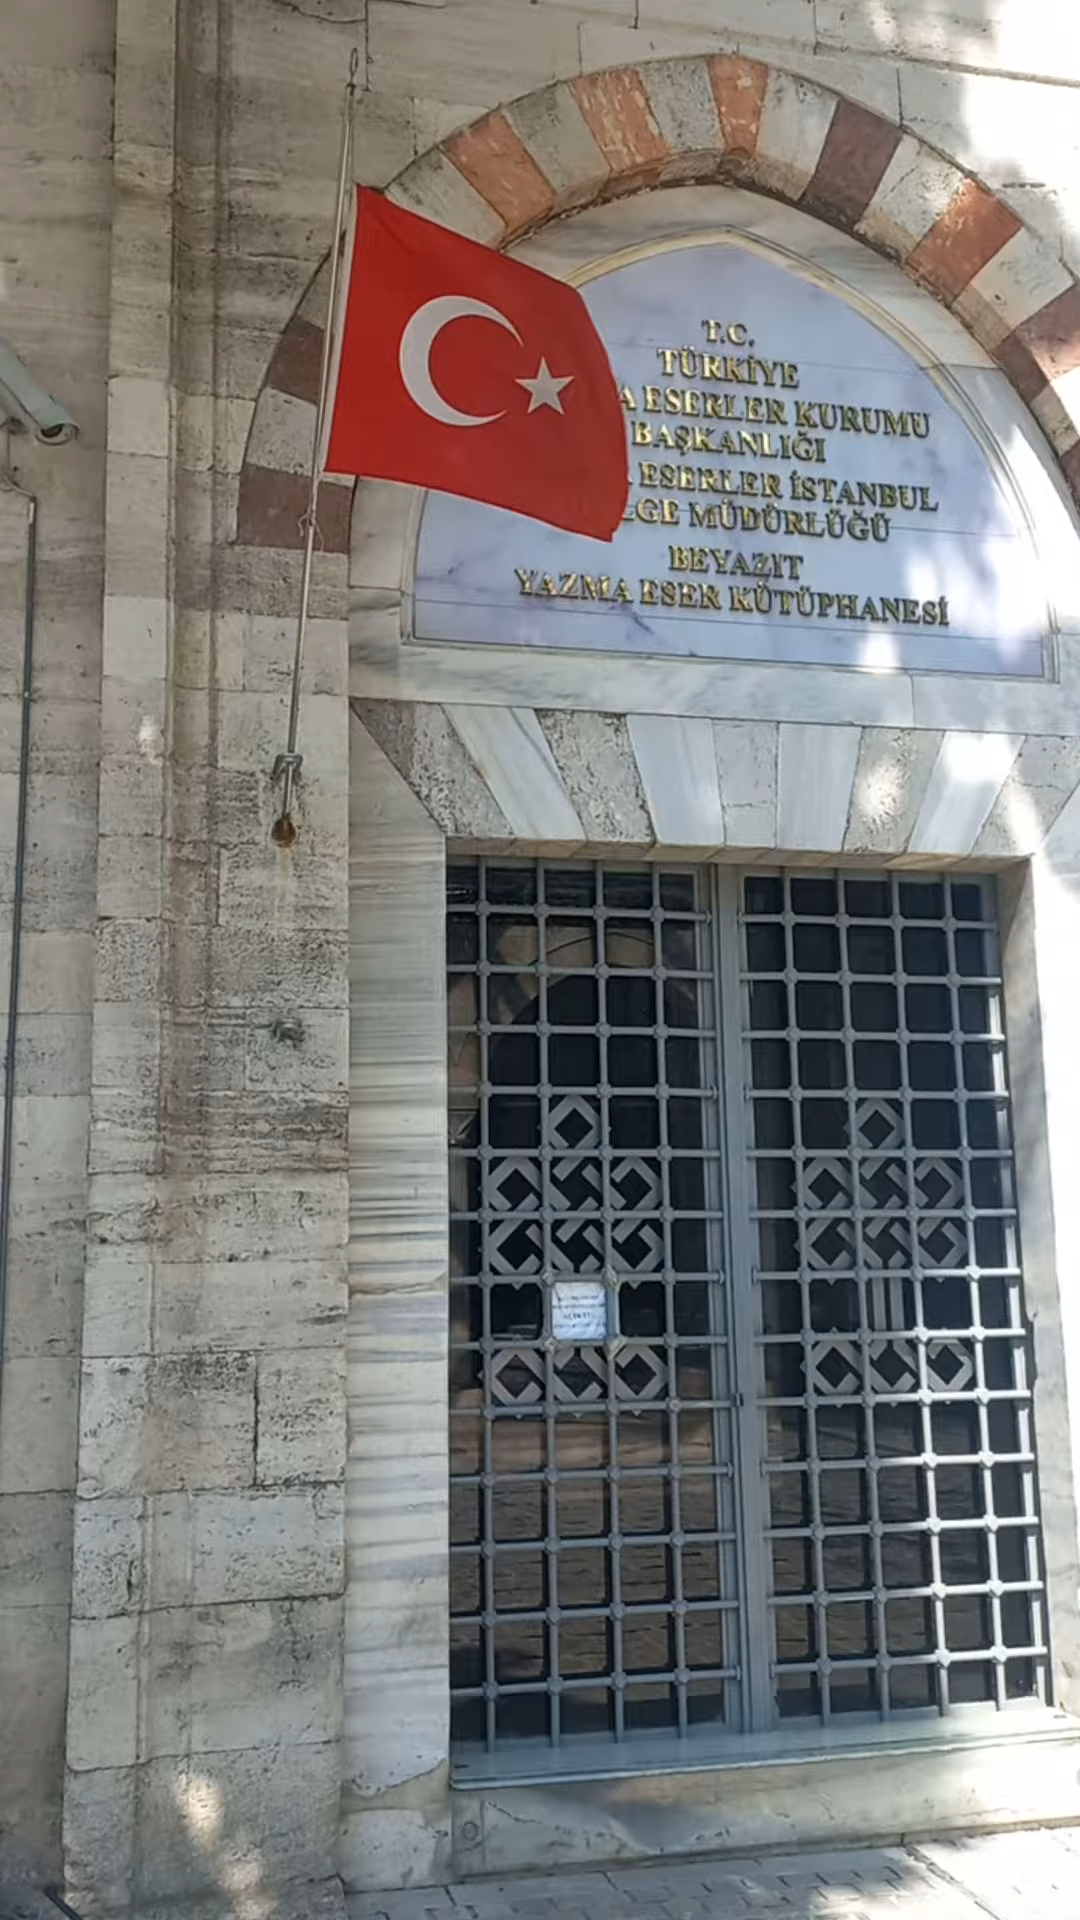 T.C.
TÜRKİYE
A ESERLER KURUMU
BAŞKANLIĞI
ESERLER İSTANBUL
LGE MÜDÜRLÜĞÜ
BEYAZIT
YAZMA ESER KÜTÜPHANESİ